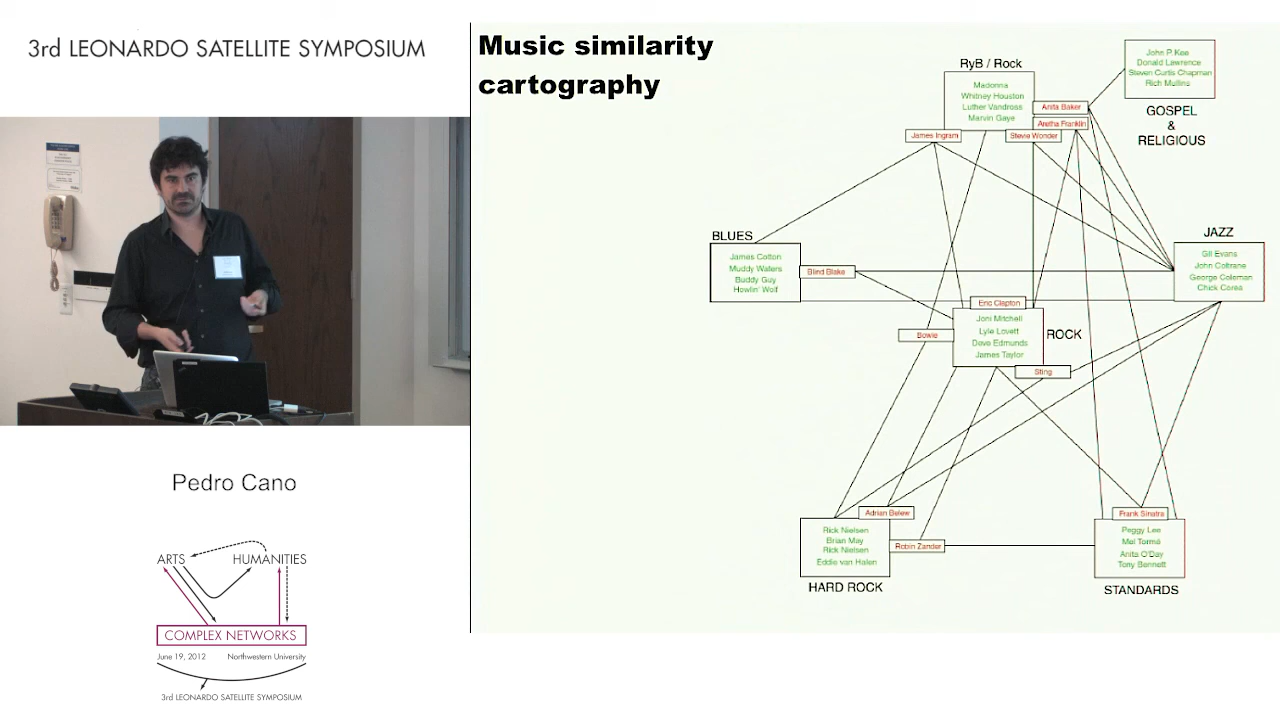 3rd LEONARDO SATELLITE SYMPOSIUM
Pedro Cano
ARTS
HUMANITIES
COMPLEX NETWORKS
June 19, 2012
Northwestern University
3rd LEONARDO SATELLITE SYMPOSIUM
Music similarity
cartography
RyB / Rock
Madonna
Whitney Houston
Luther Vandross
Marvin Gaye
Anita Baker
Aretha Franklin
Stevie Wonder
James Ingram
John P. Kee
Donald Lawrence
Steven Curtis Chapman
Rich Mullins
GOSPEL
&
RELIGIOUS
BLUES
James Cotton
Muddy Waters
Buddy Guy
Howlin' Wolf
Blind Blake
JAZZ
Gil Evans
John Coltrane
George Coleman
Chick Corea
Eric Clapton
Joni Mitchell
Lyle Lovett
Dave Edmunds
James Taylor
ROCK
Bowie
Sting
Adrian Belew
Rick Nielsen
Brian May
Rick Nielsen
Eddie van Halen
Robin Zander
HARD ROCK
Frank Sinatra
Peggy Lee
Mel Tormé
Anita O'Day
Tony Bennett
STANDARDS